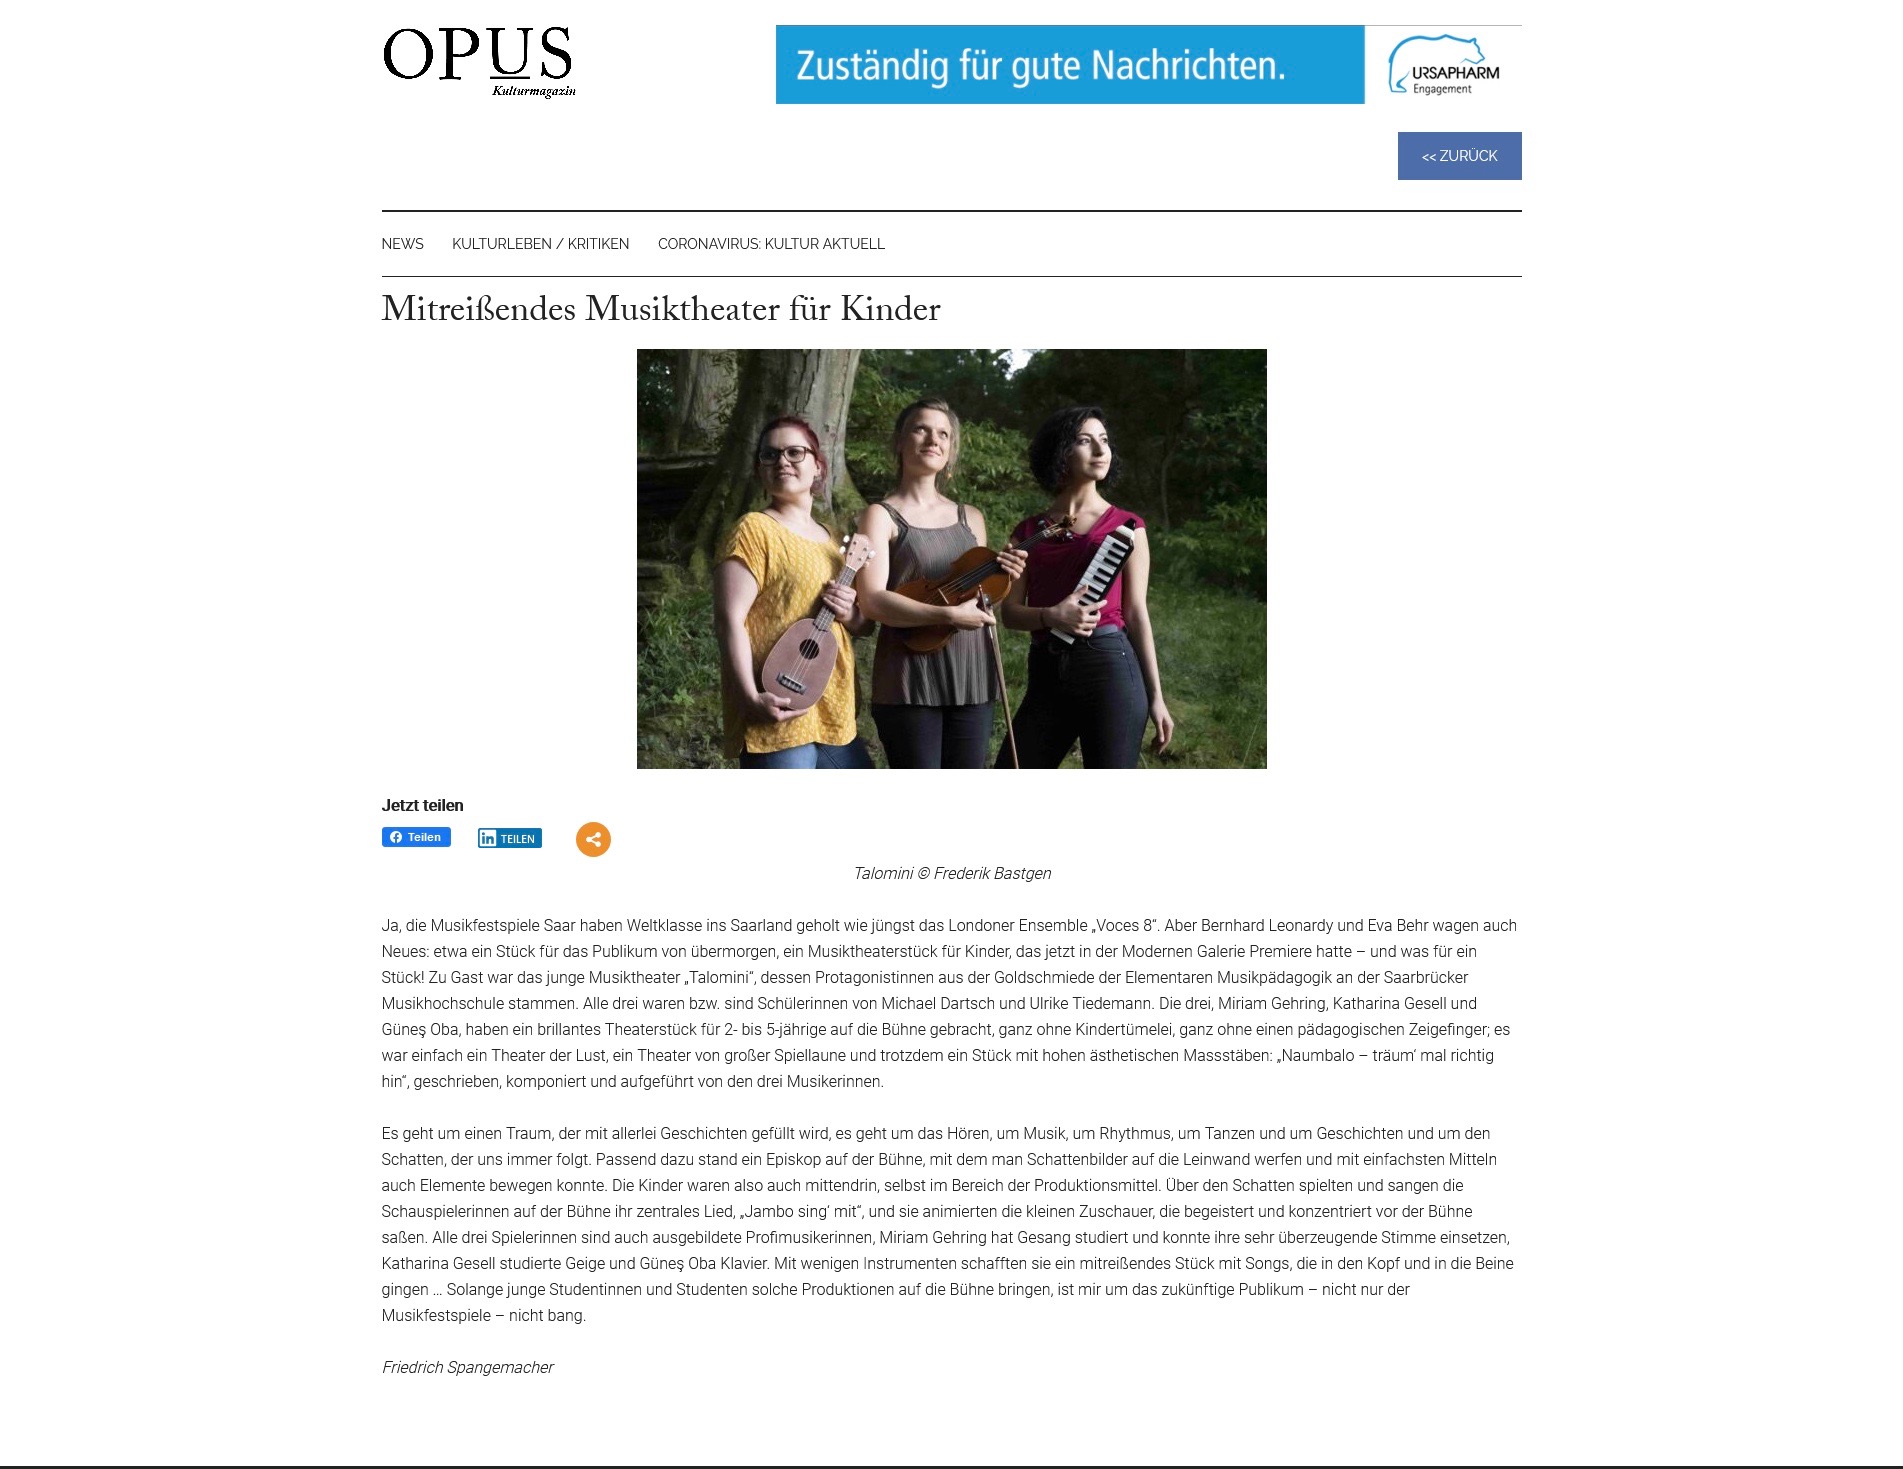 OPUS
Kulturmagazin
Zuständig für gute Nachrichten.
URSAPHARM
Engagement
<< ZURÜCK
NEWS KULTURLEBEN / KRITIKEN CORONAVIRUS: KULTUR AKTUELL
Mitreißendes Musiktheater für Kinder
Jetzt teilen
Teilen
in TEILEN
Talomini © Frederik Bastgen
Ja, die Musikfestspiele Saar haben Weltklasse ins Saarland geholt wie jüngst das Londoner Ensemble „Voces 8“. Aber Bernhard Leonardy und Eva Behr wagen auch
Neues: etwa ein Stück für das Publikum von übermorgen, ein Musiktheaterstück für Kinder, das jetzt in der Modernen Galerie Premiere hatte – und was für ein
Stück! Zu Gast war das junge Musiktheater „Talomini“, dessen Protagonistinnen aus der Goldschmiede der Elementaren Musikpädagogik an der Saarbrücker
Musikhochschule stammen. Alle drei waren bzw. sind Schülerinnen von Michael Dartsch und Ulrike Tiedemann. Die drei, Miriam Gehring, Katharina Gesell und
Güneş Oba, haben ein brillantes Theaterstück für 2- bis 5-jährige auf die Bühne gebracht, ganz ohne Kindertümelei, ganz ohne einen pädagogischen Zeigefinger; es
war einfach ein Theater der Lust, ein Theater von großer Spiellaune und trotzdem ein Stück mit hohen ästhetischen Massstäben: „Naumbalo – träum‘ mal richtig
hin“, geschrieben, komponiert und aufgeführt von den drei Musikerinnen.
Es geht um einen Traum, der mit allerlei Geschichten gefüllt wird, es geht um das Hören, um Musik, um Rhythmus, um Tanzen und um Geschichten und um den
Schatten, der uns immer folgt. Passend dazu stand ein Episkop auf der Bühne, mit dem man Schattenbilder auf die Leinwand werfen und mit einfachsten Mitteln
auch Elemente bewegen konnte. Die Kinder waren also auch mittendrin, selbst im Bereich der Produktionsmittel. Über den Schatten spielten und sangen die
Schauspielerinnen auf der Bühne ihr zentrales Lied, „Jambo sing‘ mit“, und sie animierten die kleinen Zuschauer, die begeistert und konzentriert vor der Bühne
saßen. Alle drei Spielerinnen sind auch ausgebildete Profimusikerinnen, Miriam Gehring hat Gesang studiert und konnte ihre sehr überzeugende Stimme einsetzen,
Katharina Gesell studierte Geige und Güneş Oba Klavier. Mit wenigen Instrumenten schafften sie ein mitreißendes Stück mit Songs, die in den Kopf und in die Beine
gingen … Solange junge Studentinnen und Studenten solche Produktionen auf die Bühne bringen, ist mir um das zukünftige Publikum – nicht nur der
Musikfestspiele – nicht bang.
Friedrich Spangemacher